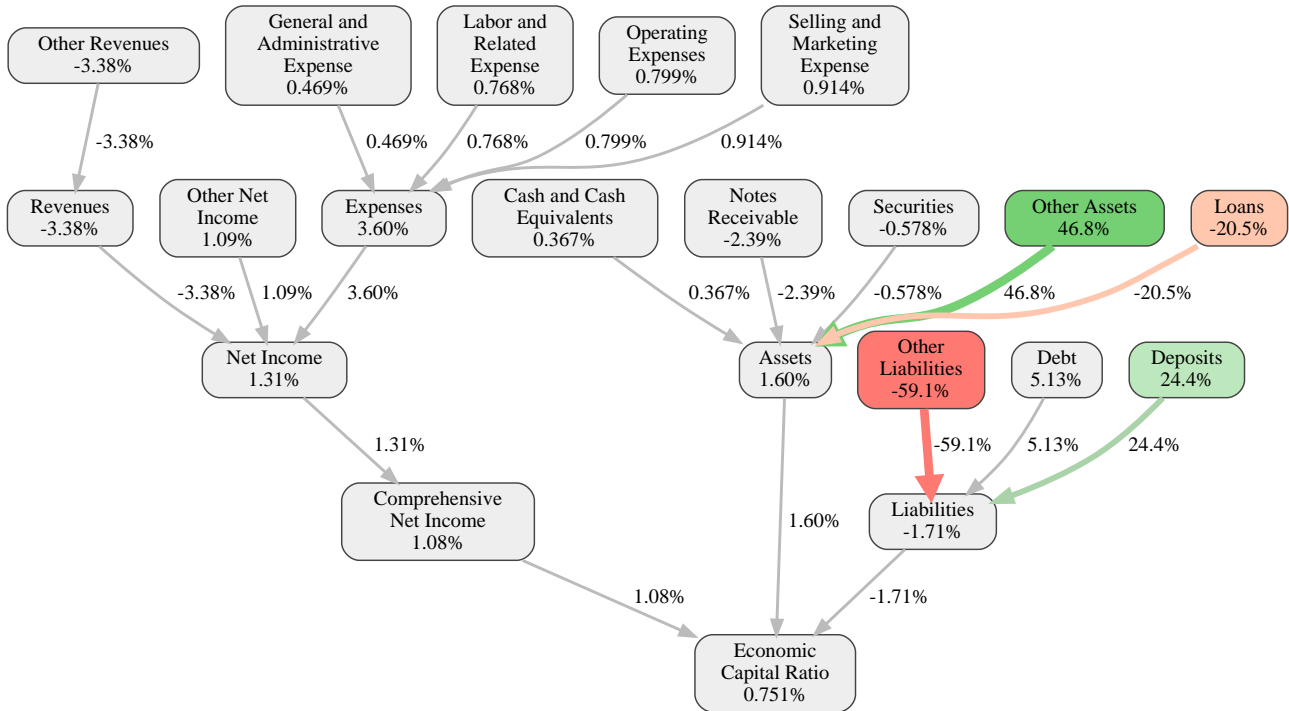 Other Revenues
-3.38%
General and
Administrative
Expense
0.469%
Labor and
Related
Expense
0.768%
Operating
Expenses
0.799%
Selling and
Marketing
Expense
0.914%
-3.38%
0.469%
0.768%
0.799%
0.914%
Revenues
-3.38%
Other Net
Income
1.09%
Expenses
3.60%
Cash and Cash
Equivalents
0.367%
Notes
Receivable
-2.39%
Securities
-0.578%
Other Assets
46.8%
Loans
-20.5%
-3.38%
1.09%
3.60%
0.367%
-2.39%
-0.578%
46.8%
-20.5%
Net Income
1.31%
Assets
1.60%
Other
Liabilities
-59.1%
Debt
5.13%
Deposits
24.4%
1.31%
-59.1%
5.13%
24.4%
Comprehensive
Net Income
1.08%
1.60%
Liabilities
-1.71%
1.08%
-1.71%
Economic
Capital Ratio
0.751%